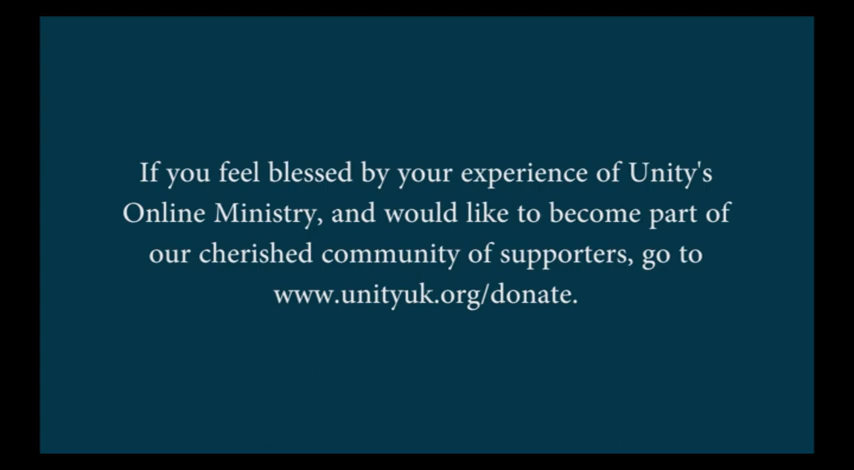 If you feel blessed by your experience of Unity's
Online Ministry, and would like to become part of
our cherished community of supporters, go to
www.unityuk.org/donate.